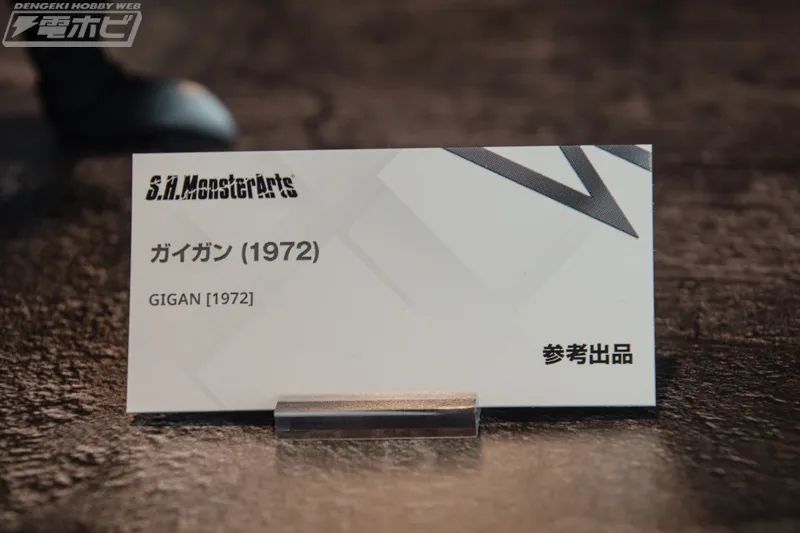 DENGEKI HOBBY WEB
電ホビ
S.H.MonsterArts
ガイガン (1972)
GIGAN [1972]
参考出品